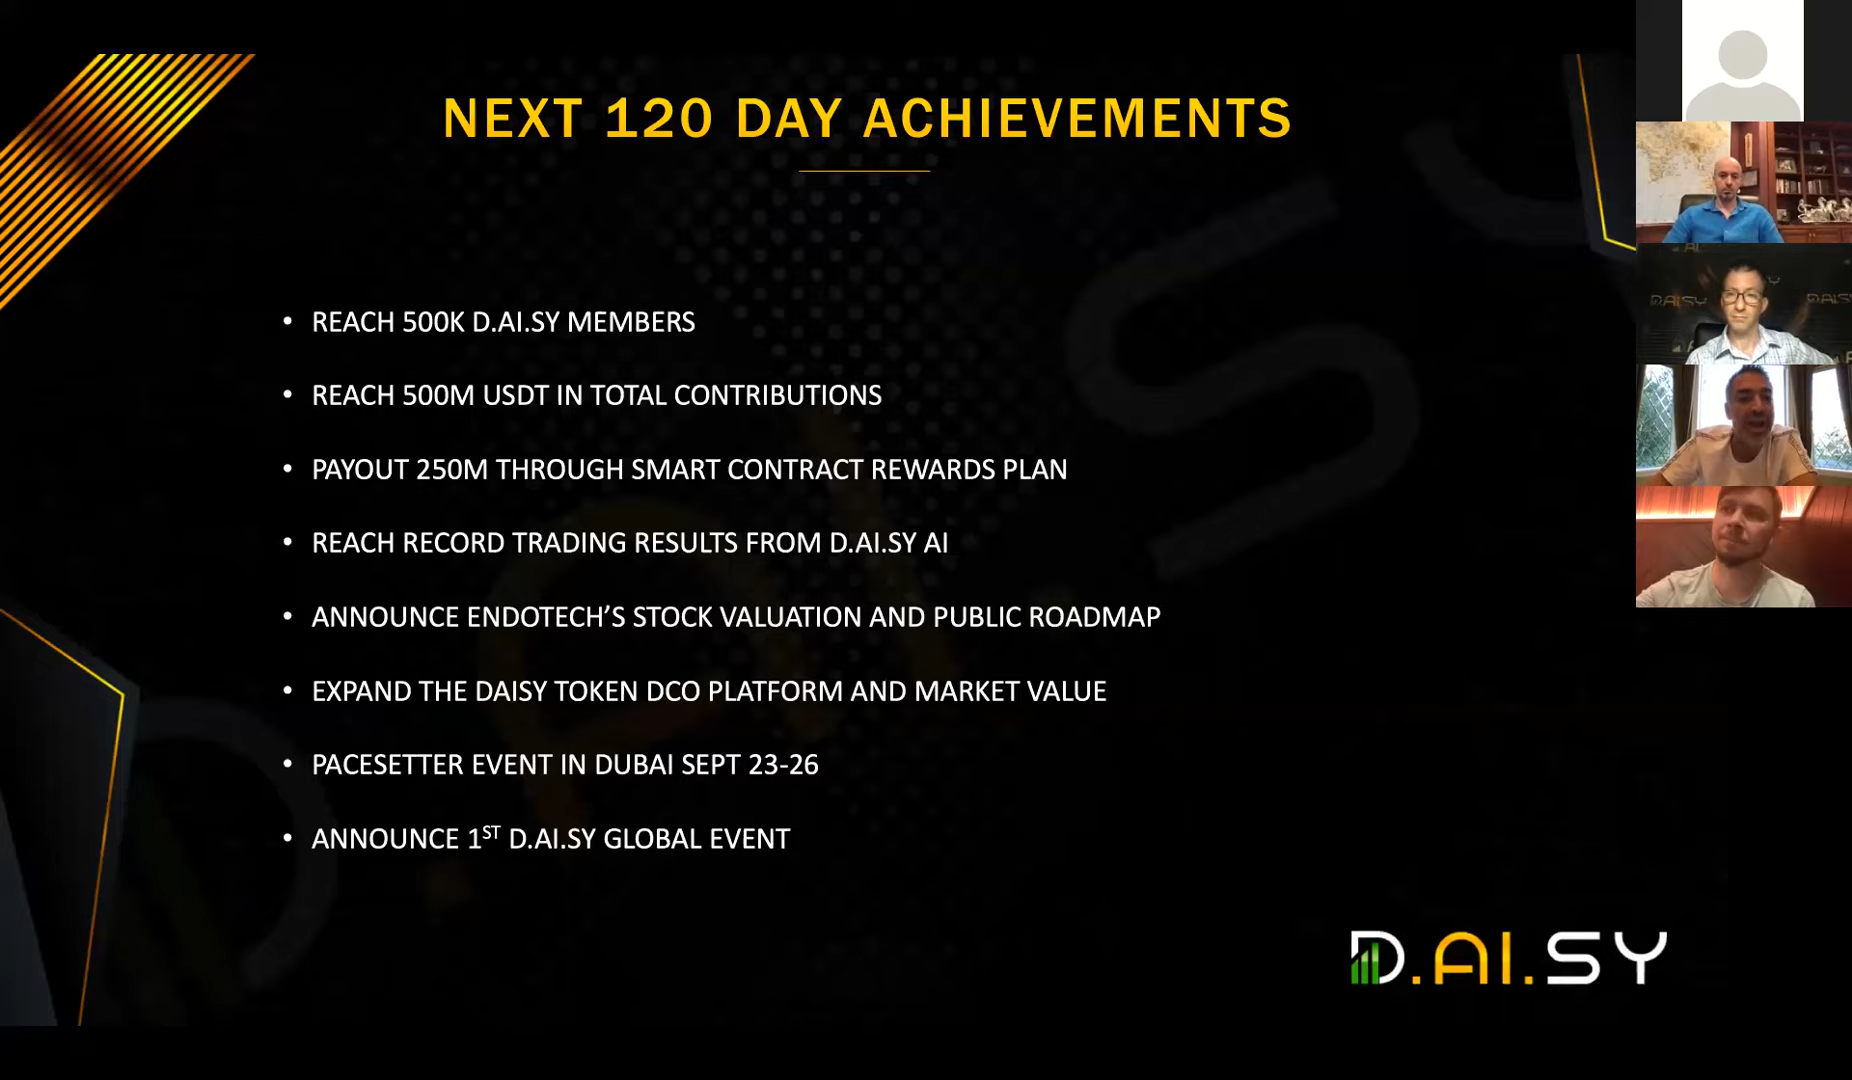 NEXT 120 DAY ACHIEVEMENTS
• REACH 500K D.AI.SY MEMBERS
• REACH 500M USDT IN TOTAL CONTRIBUTIONS
• PAYOUT 250M THROUGH SMART CONTRACT REWARDS PLAN
• REACH RECORD TRADING RESULTS FROM D.AI.SY AI
• ANNOUNCE ENDOTECH’S STOCK VALUATION AND PUBLIC ROADMAP
• EXPAND THE DAISY TOKEN DCO PLATFORM AND MARKET VALUE
• PACESETTER EVENT IN DUBAI SEPT 23-26
• ANNOUNCE 1ST D.AI.SY GLOBAL EVENT
D.AI.SY